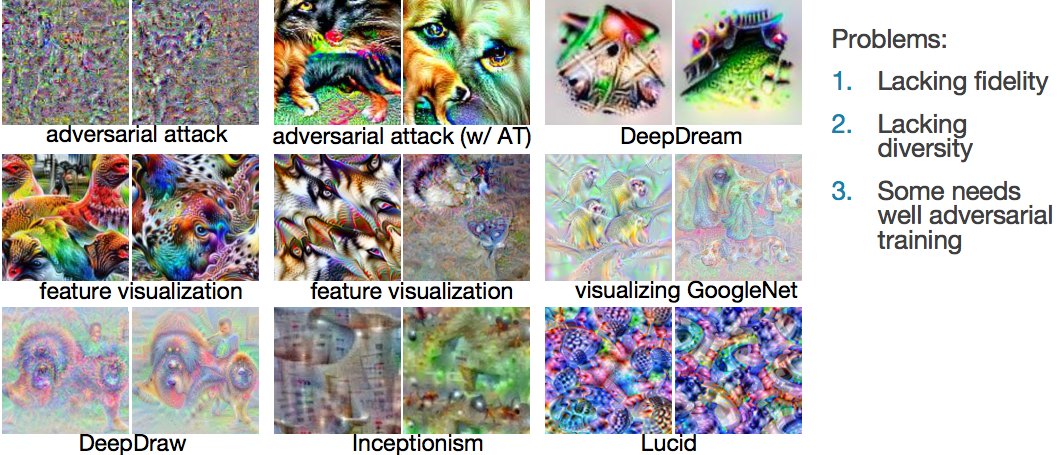 adversarial attack
adversarial attack (w/ AT)
DeepDream
feature visualization
feature visualization
visualizing GoogleNet
DeepDraw
Inceptionism
Lucid
Problems:
1. Lacking fidelity
2. Lacking
diversity
3. Some needs
well adversarial
training